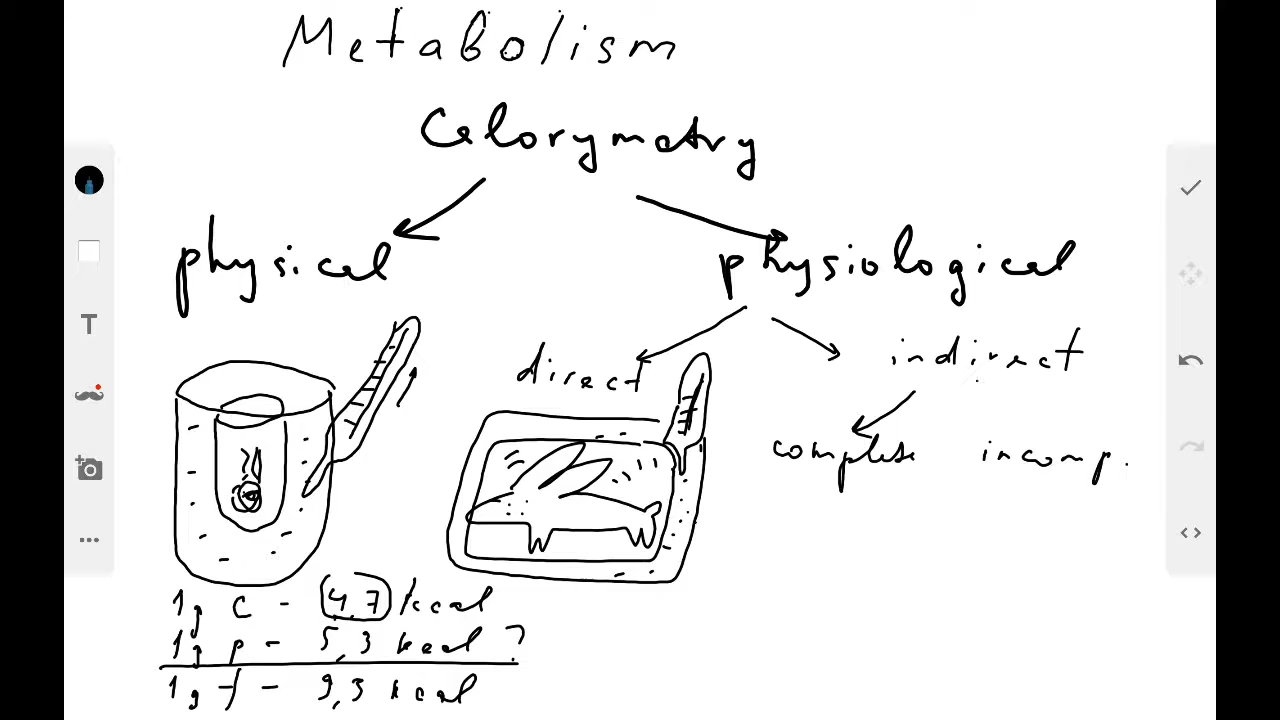 Metabolism
Calorymetry
physical
physiological
direct
indirect
complete
incomp.
1g c - 4,7 kcal
1g p - 5,3 kcal ?
1g f - 9,3 kcal
T